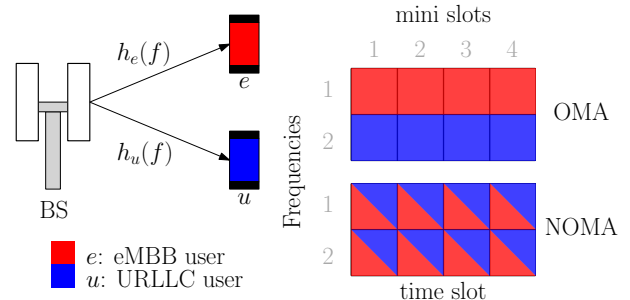 h_e(f)
h_u(f)
e
u
BS
e: eMBB user
u: URLLC user
mini slots
1 2 3 4
Frequencies
1
2
OMA
1
2
NOMA
time slot